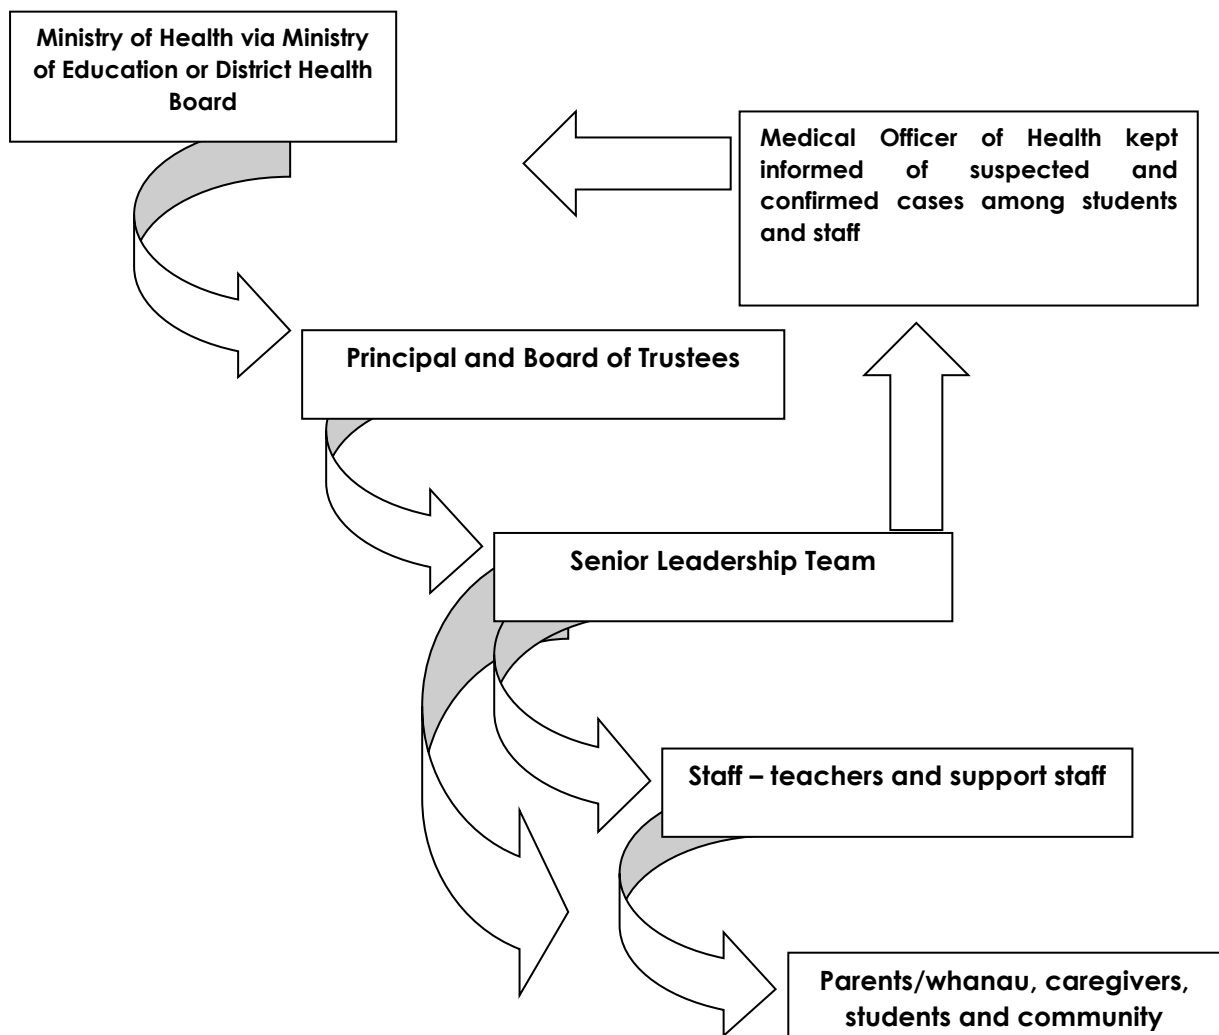 Ministry of Health via Ministry
of Education or District Health
Board
Medical Officer of Health kept
informed of suspected and
confirmed cases among students
and staff
Principal and Board of Trustees
Senior Leadership Team
Staff – teachers and support staff
Parents/whanau, caregivers,
students and community